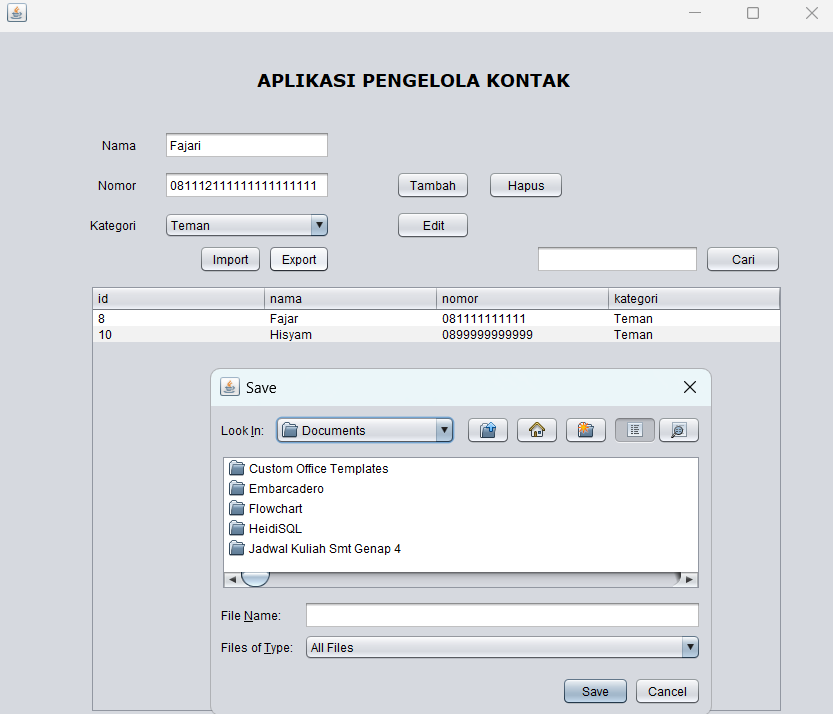 APLIKASI PENGELOLA KONTAK
Nama Fajari
Nomor 081112111111111111111 Tambah Hapus
Kategori Teman Edit
Import Export Cari
id nama nomor kategori
8 Fajar 081111111111 Teman
10 Hisyam 0899999999999 Teman
Save
Look In: Documents
Custom Office Templates
Embarcadero
Flowchart
HeidiSQL
Jadwal Kuliah Smt Genap 4
File Name:
Files of Type: All Files
Save Cancel